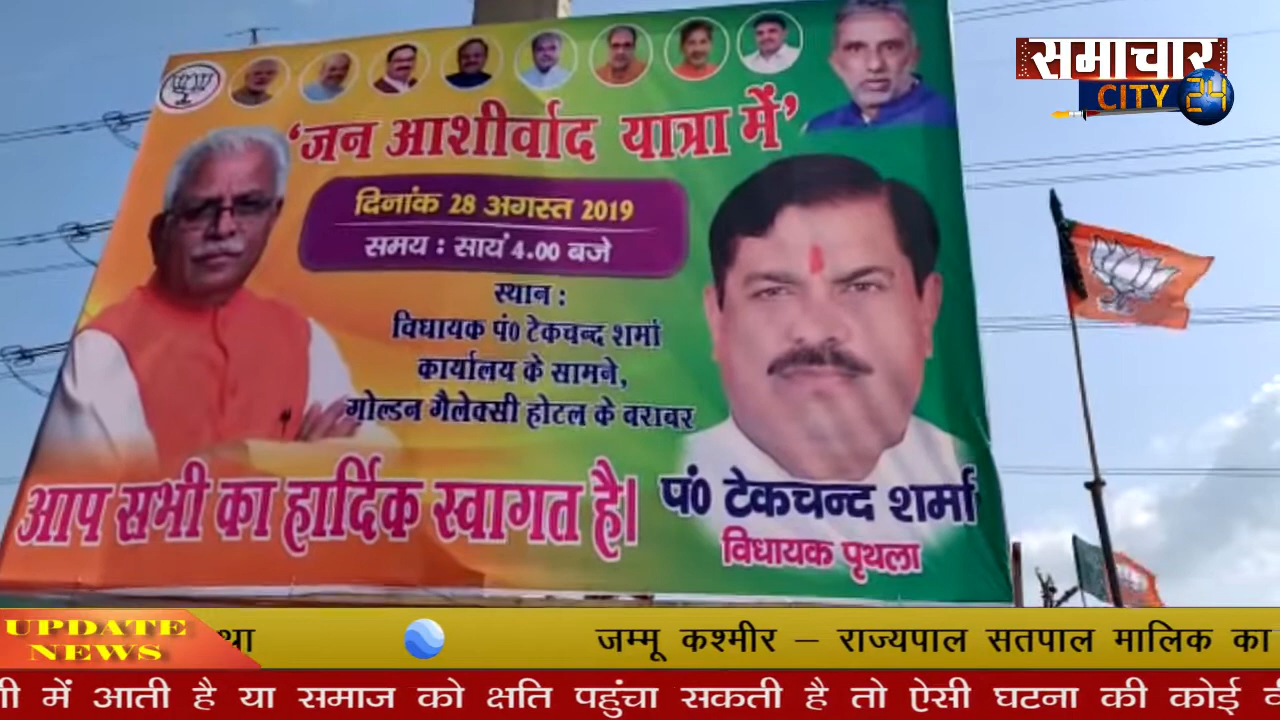 समाचार
CITY 24
‘जन आशीर्वाद यात्रा में’
दिनांक 28 अगस्त 2019
समय : सायं 4.00 बजे
स्थान :
विधायक पं0 टेकचन्द शर्मा
कार्यालय के सामने,
गोल्डन गैलेक्सी होटल के बराबर
आप सभी का हार्दिक स्वागत है।
पं0 टेकचन्द शर्मा
विधायक पृथला
UPDATE
NEWS
जम्मू कश्मीर – राज्यपाल सतपाल मालिक का
में आती है या समाज को क्षति पहुंचा सकती है तो ऐसी घटना की कोई